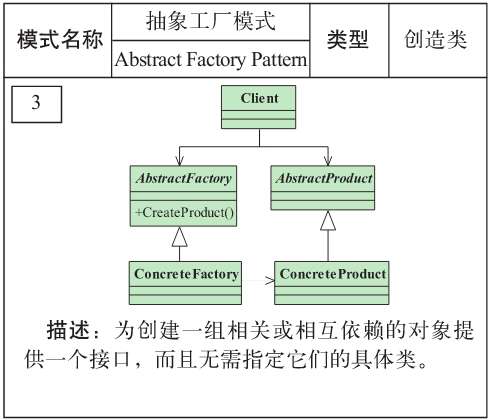 模式名称
抽象工厂模式
Abstract Factory Pattern
类型
创造类
3
Client
AbstractFactory
+CreateProduct()
AbstractProduct
ConcreteFactory
ConcreteProduct
描述：为创建一组相关或相互依赖的对象提
供一个接口，而且无需指定它们的具体类。